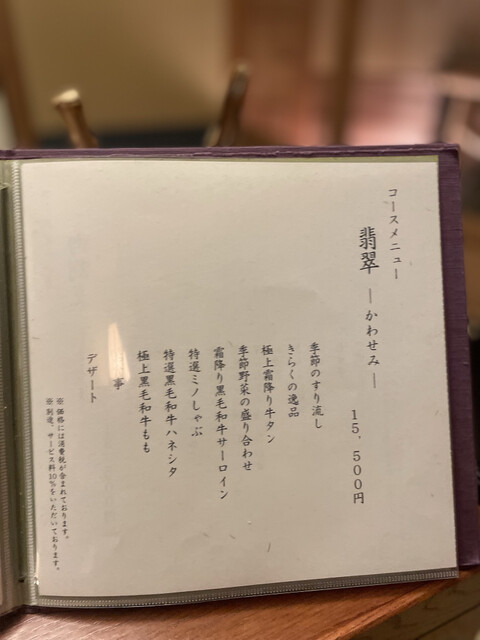 コースメニュー
翡翠 ―かわせみ―
15,500円
季節のすり流し
きらくの逸品
極上霜降り牛タン
季節野菜の盛り合わせ
霜降り黒毛和牛サーロイン
特選ミノしゃぶ
特選黒毛和牛ハネシタ
極上黒毛和牛もも
事
デザート
※価格には消費税が含まれております。
※別途、サービス料10%をいただいております。